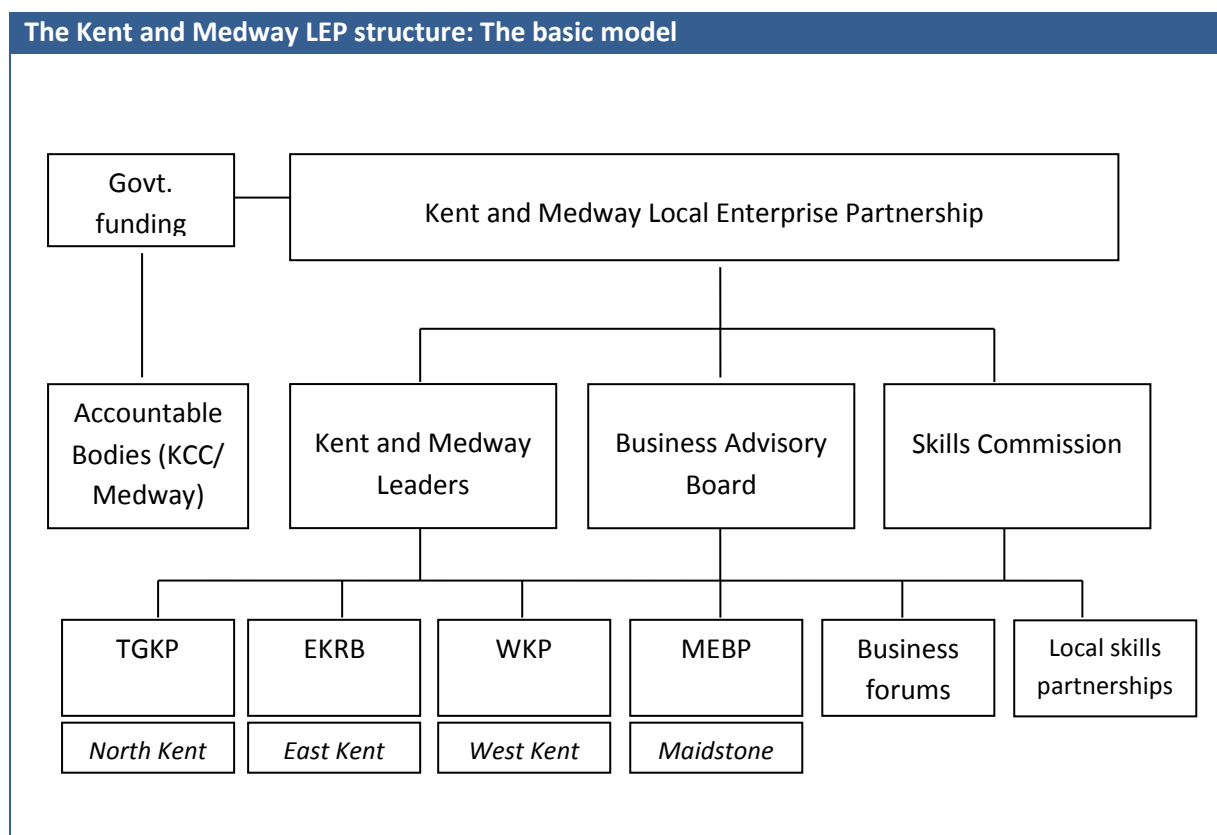 The Kent and Medway LEP structure: The basic model
Govt.
funding
Kent and Medway Local Enterprise Partnership
Accountable
Bodies (KCC/
Medway)
Kent and Medway
Leaders
Business Advisory
Board
Skills Commission
TGKP
EKRB
WKP
MEBP
Business
forums
Local skills
partnerships
North Kent
East Kent
West Kent
Maidstone